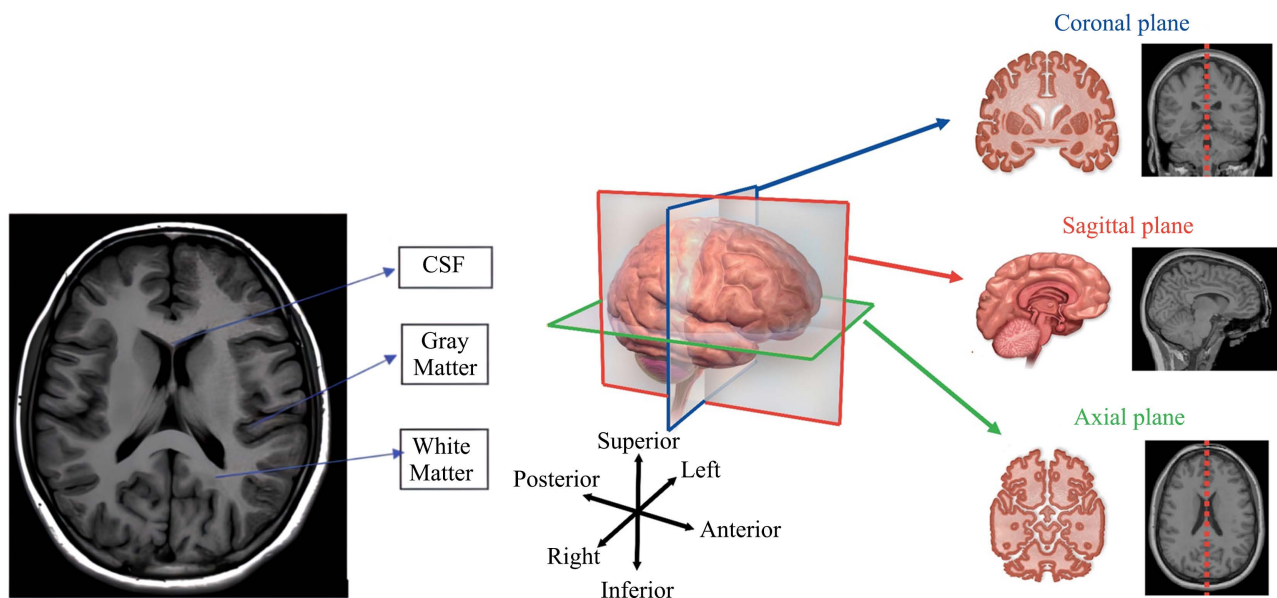 Coronal plane
CSF
Gray
Matter
White
Matter
Sagittal plane
Axial plane
Superior
Left
Posterior
Anterior
Right
Inferior